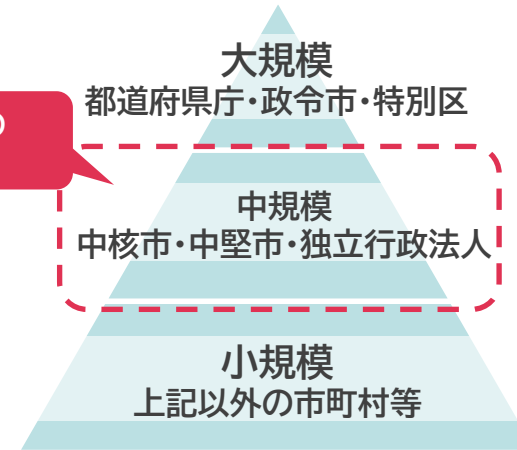 大規模
都道府県庁・政令市・特別区
の
中規模
中核市・中堅市・独立行政法人
小規模
上記以外の市町村等